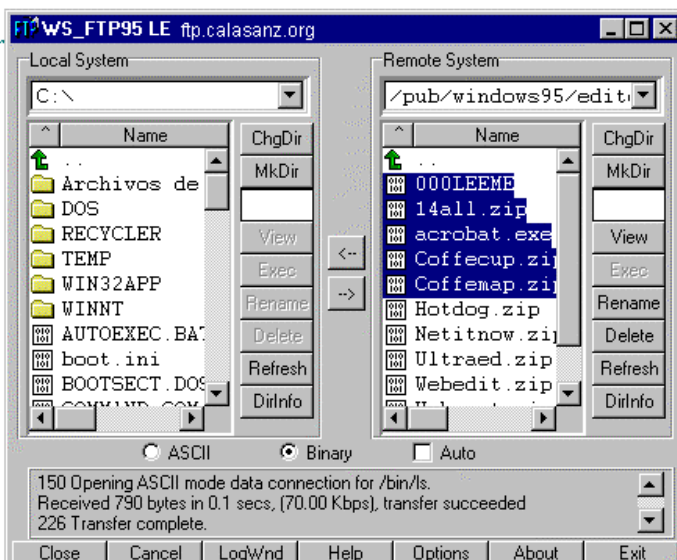 WS_FTP95 LE ftp.calasanz.org
Local System
Remote System
C:\
/pub/windows95/edit
^ Name
^ Name
ChgDir
ChgDir
..
..
MkDir
MkDir
Archivos de
DOS
RECYCLER
TEMP
WIN32APP
WINNT
AUTOEXEC.BAT
boot.ini
BOOTSECT.DOS
COMMAND.COM
000LEEME
14all.zip
acrobat.exe
Coffecup.zip
Coffemap.zip
Hotdog.zip
Netitnow.zip
Ultraed.zip
Webedit.zip
View
Exec
Rename
Delete
Refresh
DirInfo
<--
-->
View
Exec
Rename
Delete
Refresh
DirInfo
ASCII
Binary
Auto
150 Opening ASCII mode data connection for /bin/ls.
Received 790 bytes in 0.1 secs, (70.00 Kbps), transfer succeeded
226 Transfer complete.
Close Cancel LogWnd Help Options About Exit